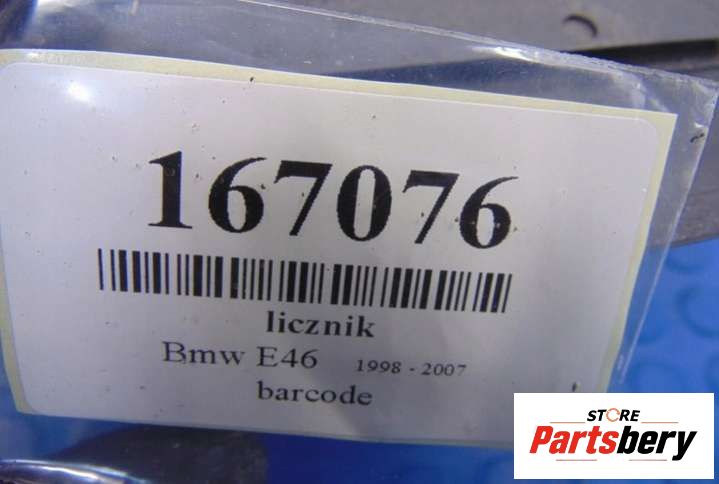 167076
licznik
Bmw E46 1998 - 2007
barcode
STORE
Partsbery